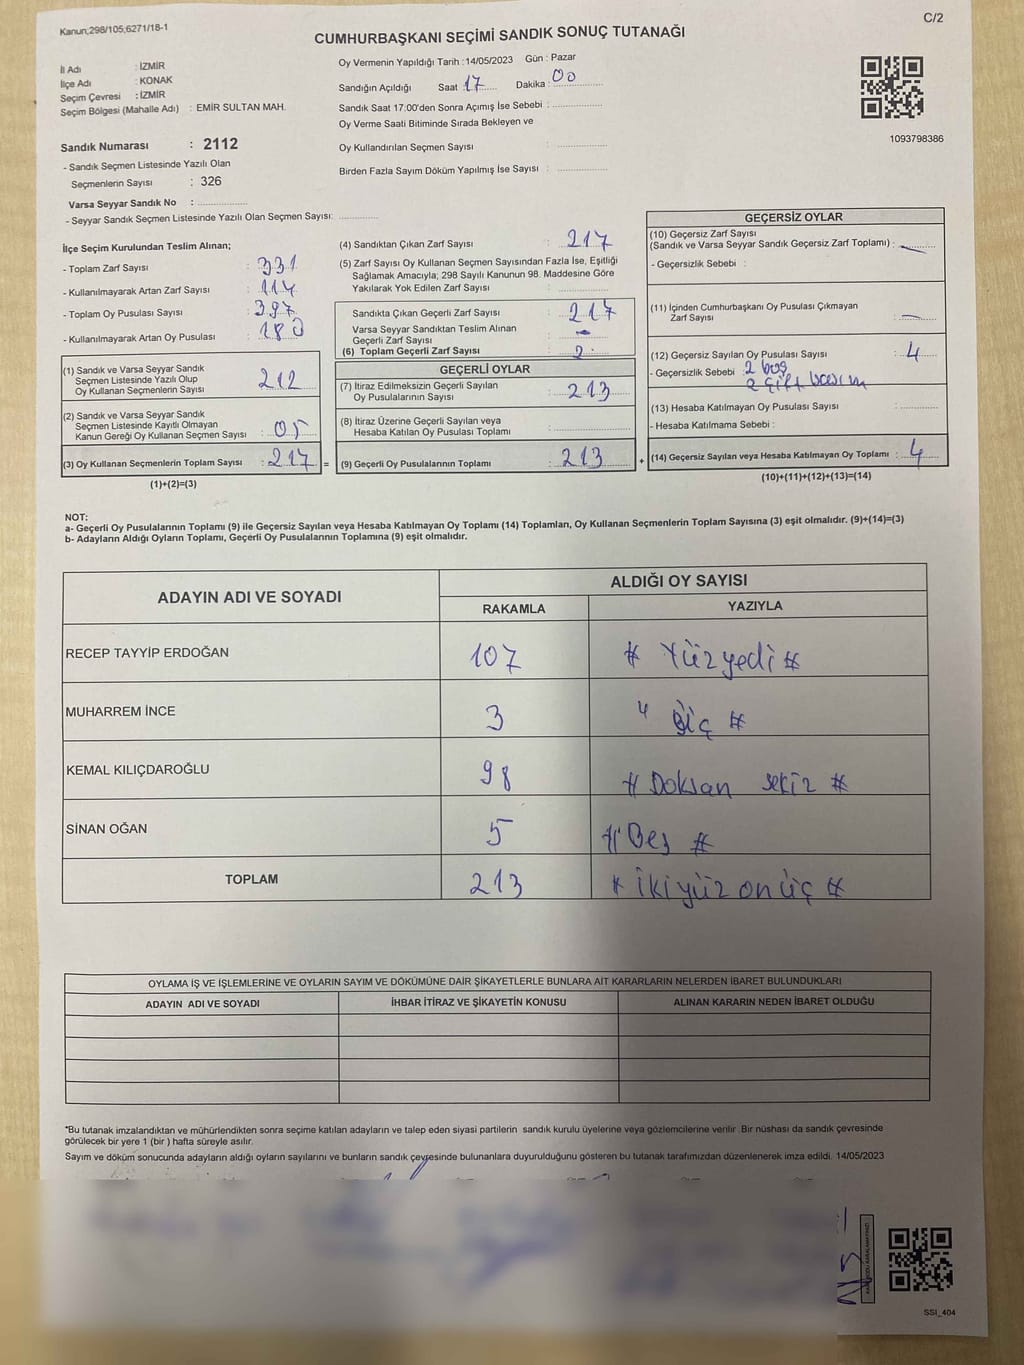 Kanun;298/105;6271/18-1
C/2
CUMHURBAŞKANI SEÇİMİ SANDIK SONUÇ TUTANAĞI
İl Adı : İZMİR
İlçe Adı : KONAK
Seçim Çevresi : İZMİR
Seçim Bölgesi (Mahalle Adı) : EMİR SULTAN MAH.
Sandık Numarası : 2112
- Sandık Seçmen Listesinde Yazılı Olan
Seçmenlerin Sayısı : 326
Varsa Seyyar Sandık No :
- Seyyar Sandık Seçmen Listesinde Yazılı Olan Seçmen Sayısı:
Oy Vermenin Yapıldığı Tarih :14/05/2023 Gün : Pazar
Sandığın Açıldığı Saat : 17 Dakika : 00
Sandık Saat 17:00'den Sonra Açımış İse Sebebi :
Oy Verme Saati Bitiminde Sırada Bekleyen ve
Oy Kullandırılan Seçmen Sayısı :
Birden Fazla Sayım Döküm Yapılmış İse Sayısı :
1093798386
İlçe Seçim Kurulundan Teslim Alınan;
- Toplam Zarf Sayısı : 331
- Kullanılmayarak Artan Zarf Sayısı : 114
- Toplam Oy Pusulası Sayısı : 397
- Kullanılmayarak Artan Oy Pusulası : 180
(1) Sandık ve Varsa Seyyar Sandık
Seçmen Listesinde Yazılı Olup
Oy Kullanan Seçmenlerin Sayısı : 212
(2) Sandık ve Varsa Seyyar Sandık
Seçmen Listesinde Kayıtlı Olmayan
Kanun Gereği Oy Kullanan Seçmen Sayısı : 05
(3) Oy Kullanan Seçmenlerin Toplam Sayısı : 217 =
(1)+(2)=(3)
(4) Sandıktan Çıkan Zarf Sayısı : 217
(5) Zarf Sayısı Oy Kullanan Seçmen Sayısından Fazla İse, Eşitliği
Sağlamak Amacıyla; 298 Sayılı Kanunun 98. Maddesine Göre
Yakılarak Yok Edilen Zarf Sayısı :
Sandıkta Çıkan Geçerli Zarf Sayısı : 217
Varsa Seyyar Sandıktan Teslim Alınan
Geçerli Zarf Sayısı : -
(6) Toplam Geçerli Zarf Sayısı :
GEÇERLİ OYLAR
(7) İtiraz Edilmeksizin Geçerli Sayılan
Oy Pusulalarının Sayısı : 213
(8) İtiraz Üzerine Geçerli Sayılan veya
Hesaba Katılan Oy Pusulası Toplamı :
(9) Geçerli Oy Pusulalarının Toplamı : 213 +
GEÇERSİZ OYLAR
(10) Geçersiz Zarf Sayısı
(Sandık ve Varsa Seyyar Sandık Geçersiz Zarf Toplamı) : -
- Geçersizlik Sebebi :
(11) İçinden Cumhurbaşkanı Oy Pusulası Çıkmayan
Zarf Sayısı : -
(12) Geçersiz Sayılan Oy Pusulası Sayısı : 4
- Geçersizlik Sebebi : 2 boş
2 çift basım
(13) Hesaba Katılmayan Oy Pusulası Sayısı :
- Hesaba Katılmama Sebebi :
(14) Geçersiz Sayılan veya Hesaba Katılmayan Oy Toplamı : 4
(10)+(11)+(12)+(13)=(14)
NOT:
a- Geçerli Oy Pusulalarının Toplamı (9) ile Geçersiz Sayılan veya Hesaba Katılmayan Oy Toplamı (14) Toplamları, Oy Kullanan Seçmenlerin Toplam Sayısına (3) eşit olmalıdır. (9)+(14)=(3)
b- Adayların Aldığı Oyların Toplamı, Geçerli Oy Pusulalarının Toplamına (9) eşit olmalıdır.
ADAYIN ADI VE SOYADI
ALDIĞI OY SAYISI
RAKAMLA YAZIYLA
RECEP TAYYİP ERDOĞAN 107 # Yüzyedi #
MUHARREM İNCE 3 # üç #
KEMAL KILIÇDAROĞLU 98 # Doksan sekiz #
SİNAN OĞAN 5 # Beş #
TOPLAM 213 # ikiyüz onüç #
OYLAMA İŞ VE İŞLEMLERİNE VE OYLARIN SAYIM VE DÖKÜMÜNE DAİR ŞİKAYETLERLE BUNLARA AİT KARARLARIN NELERDEN İBARET BULUNDUKLARI
ADAYIN ADI VE SOYADI İHBAR İTİRAZ VE ŞİKAYETİN KONUSU ALINAN KARARIN NEDEN İBARET OLDUĞU
*Bu tutanak imzalandıktan ve mühürlendikten sonra seçime katılan adayların ve talep eden siyasi partilerin sandık kurulu üyelerine veya gözlemcilerine verilir. Bir nüshası da sandık çevresinde
görülecek bir yere 1 (bir) hafta süreyle asılır.
Sayım ve döküm sonucunda adayların aldığı oyların sayılarını ve bunların sandık çevresinde bulunanlara duyurulduğunu gösteren bu tutanak tarafımızdan düzenlenerek imza edildi. 14/05/2023
SSI_404